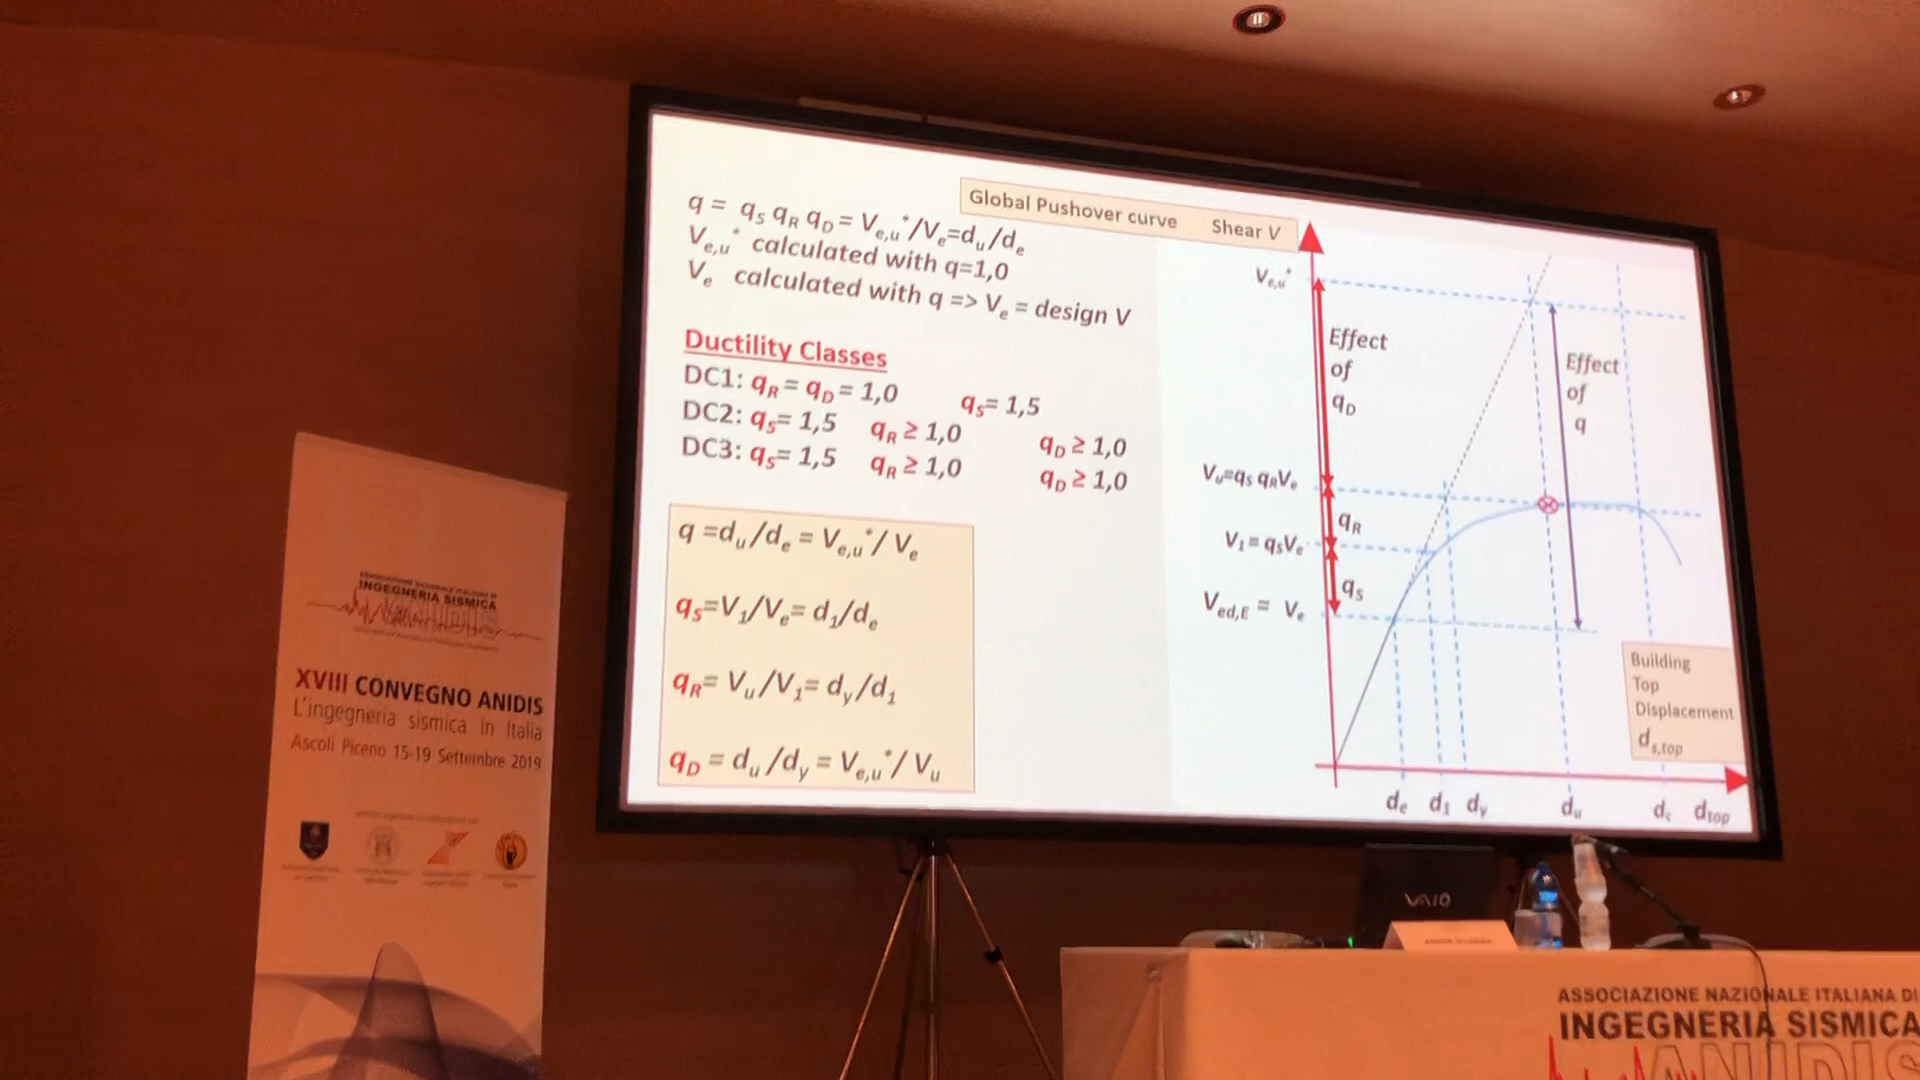 Global Pushover curve Shear V
q = qS qR qD = Ve,u*/Ve=du/de
Ve,u* calculated with q=1,0
Ve calculated with q => Ve = design V
Ductility Classes
DC1: qR = qD = 1,0 qS= 1,5
DC2: qS= 1,5 qR ≥ 1,0 qD ≥ 1,0
DC3: qS= 1,5 qR ≥ 1,0 qD ≥ 1,0
q =du/de = Ve,u*/ Ve
qS=V1/Ve= d1/de
qR= Vu/V1= dy/d1
qD = du/dy = Ve,u*/ Vu
Ve,u*
Effect
of
qD
Effect
of
q
Vu=qS qRVe
qR
V1= qSVe
qS
Ved,E = Ve
Building
Top
Displacement
ds,top
de d1 dy du dc dtop
INGEGNERIA SISMICA
ANIDIS
XVIII CONVEGNO ANIDIS
L'ingegneria sismica in Italia
Ascoli Piceno 15-19 Settembre 2019
VAIO
ASSOCIAZIONE NAZIONALE ITALIANA DI
INGEGNERIA SISMICA
ANIDIS